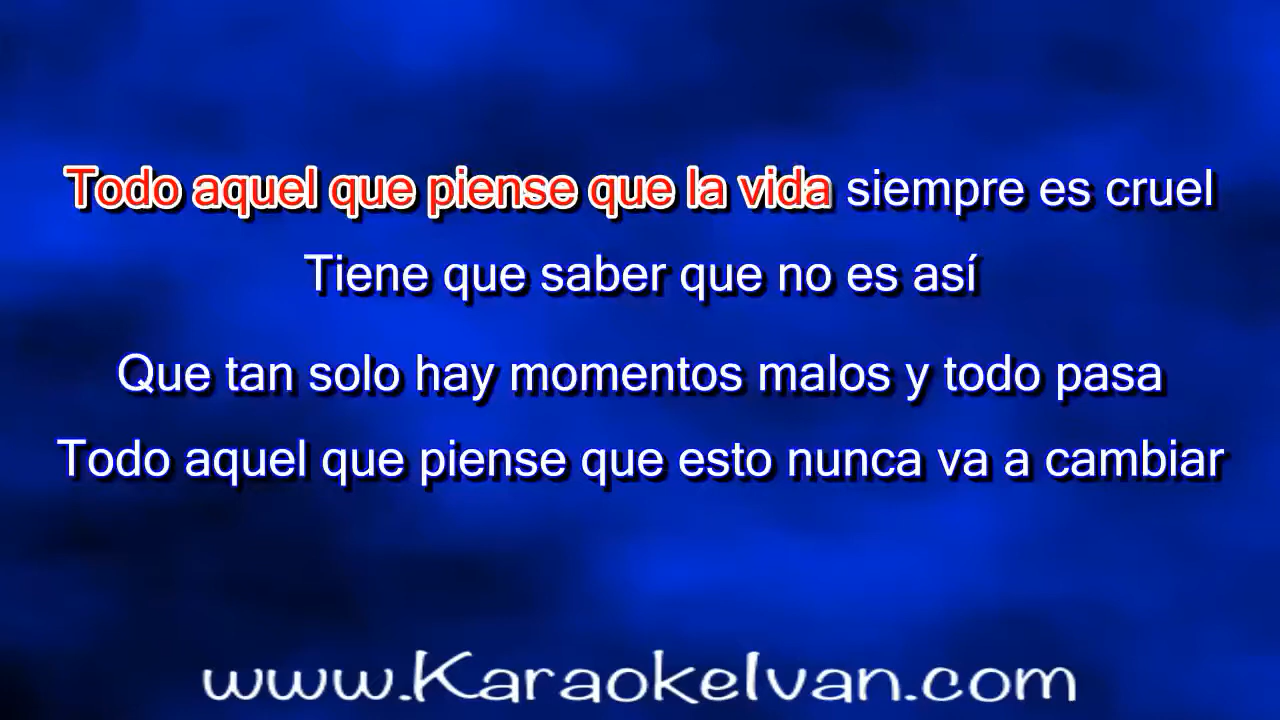 Todo aquel que piense que la vida siempre es cruel
Tiene que saber que no es así
Que tan solo hay momentos malos y todo pasa
Todo aquel que piense que esto nunca va a cambiar
www.KaraokeIvan.com